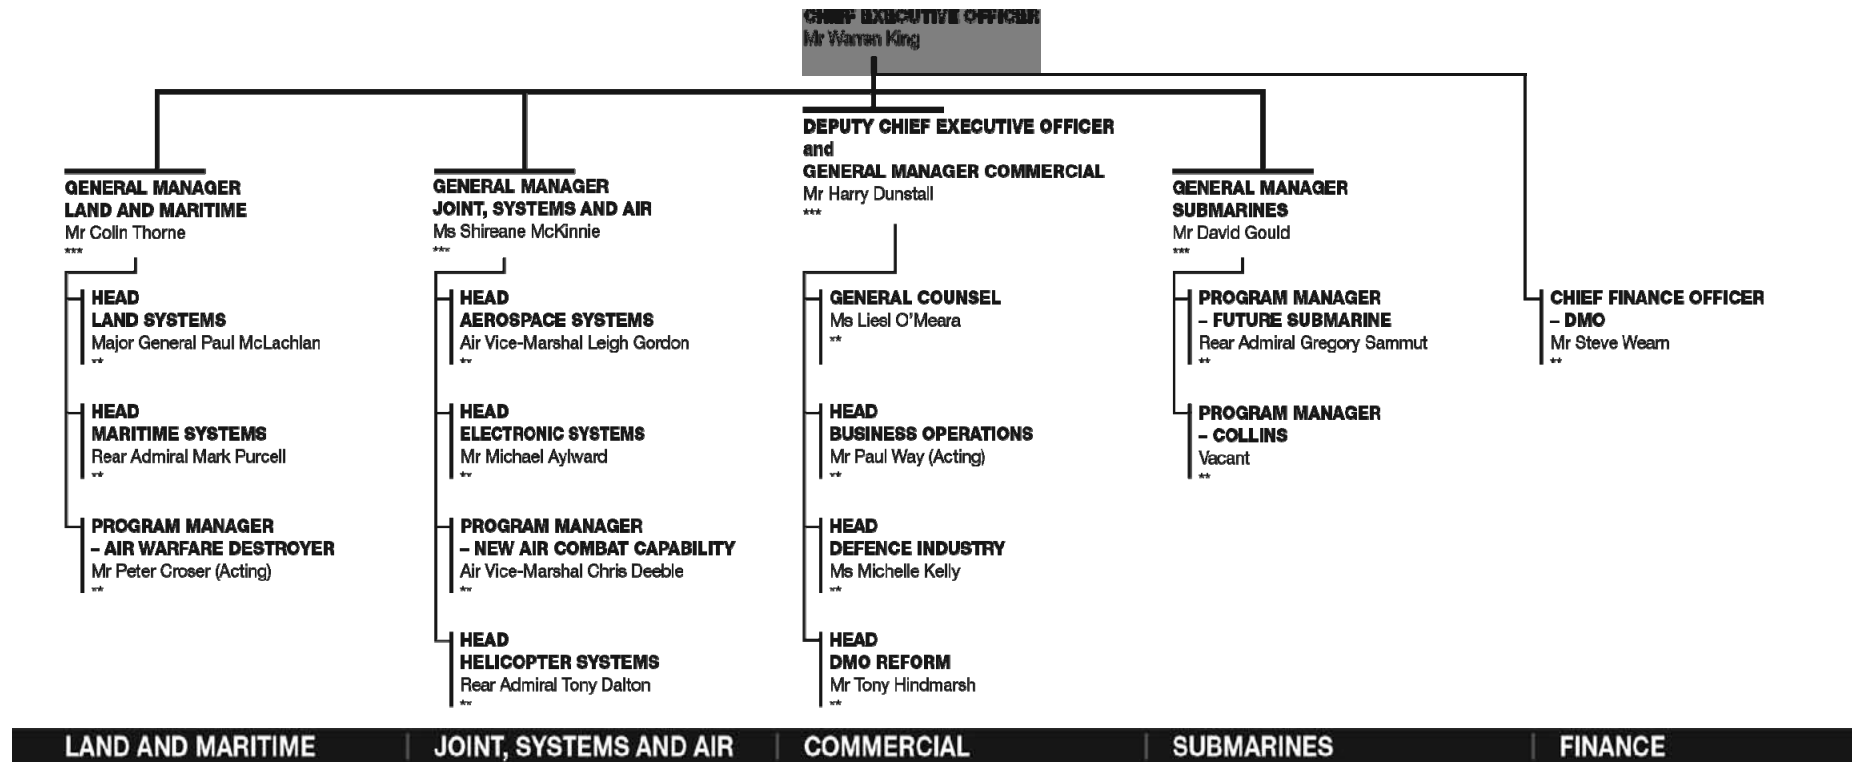 CHIEF EXECUTIVE OFFICER
Mr Warren King
DEPUTY CHIEF EXECUTIVE OFFICER
and
GENERAL MANAGER COMMERCIAL
Mr Harry Dunstall
***
GENERAL MANAGER
LAND AND MARITIME
Mr Colin Thorne
***
HEAD
LAND SYSTEMS
Major General Paul McLachlan
**
HEAD
MARITIME SYSTEMS
Rear Admiral Mark Purcell
**
PROGRAM MANAGER
– AIR WARFARE DESTROYER
Mr Peter Croser (Acting)
**
GENERAL MANAGER
JOINT, SYSTEMS AND AIR
Ms Shireane McKinnie
***
HEAD
AEROSPACE SYSTEMS
Air Vice-Marshal Leigh Gordon
**
HEAD
ELECTRONIC SYSTEMS
Mr Michael Aylward
**
PROGRAM MANAGER
– NEW AIR COMBAT CAPABILITY
Air Vice-Marshal Chris Deeble
**
HEAD
HELICOPTER SYSTEMS
Rear Admiral Tony Dalton
**
GENERAL COUNSEL
Ms Liesl O'Meara
**
HEAD
BUSINESS OPERATIONS
Mr Paul Way (Acting)
**
HEAD
DEFENCE INDUSTRY
Ms Michelle Kelly
**
HEAD
DMO REFORM
Mr Tony Hindmarsh
**
GENERAL MANAGER
SUBMARINES
Mr David Gould
***
PROGRAM MANAGER
– FUTURE SUBMARINE
Rear Admiral Gregory Sammut
**
PROGRAM MANAGER
– COLLINS
Vacant
**
CHIEF FINANCE OFFICER
– DMO
Mr Steve Wearn
**
LAND AND MARITIME
JOINT, SYSTEMS AND AIR
COMMERCIAL
SUBMARINES
FINANCE